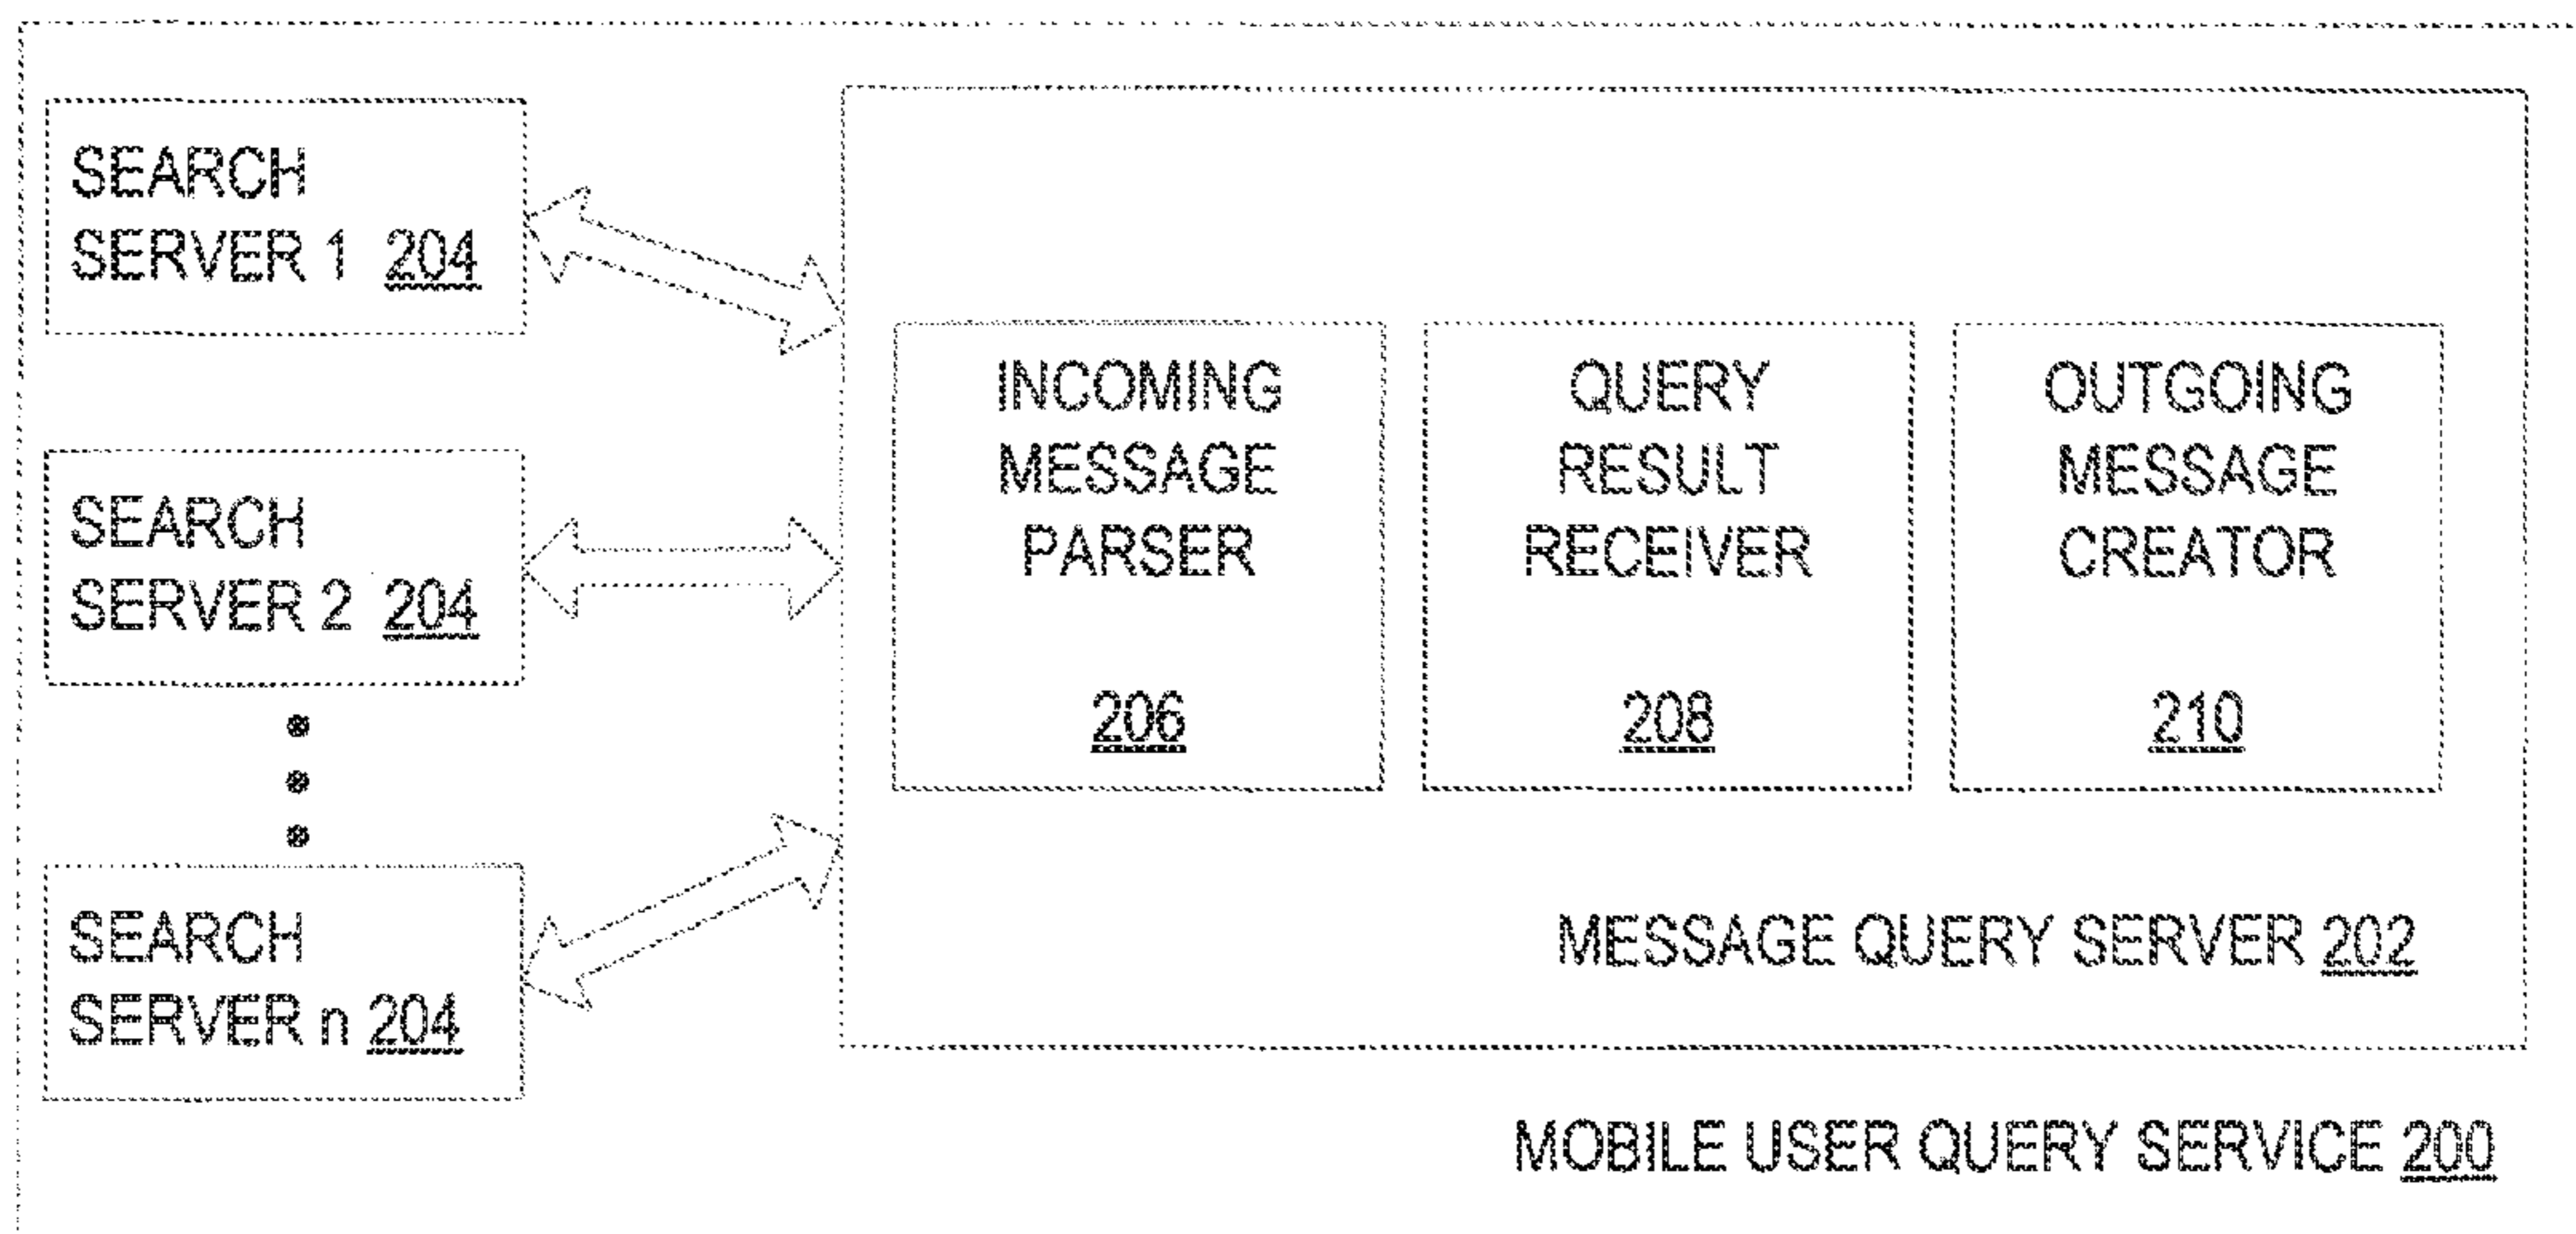 SEARCH
SERVER 1 204
SEARCH
SERVER 2 204
SEARCH
SERVER n 204
INCOMING
MESSAGE
PARSER
206
QUERY
RESULT
RECEIVER
208
OUTGOING
MESSAGE
CREATOR
210
MESSAGE QUERY SERVER 202
MOBILE USER QUERY SERVICE 200